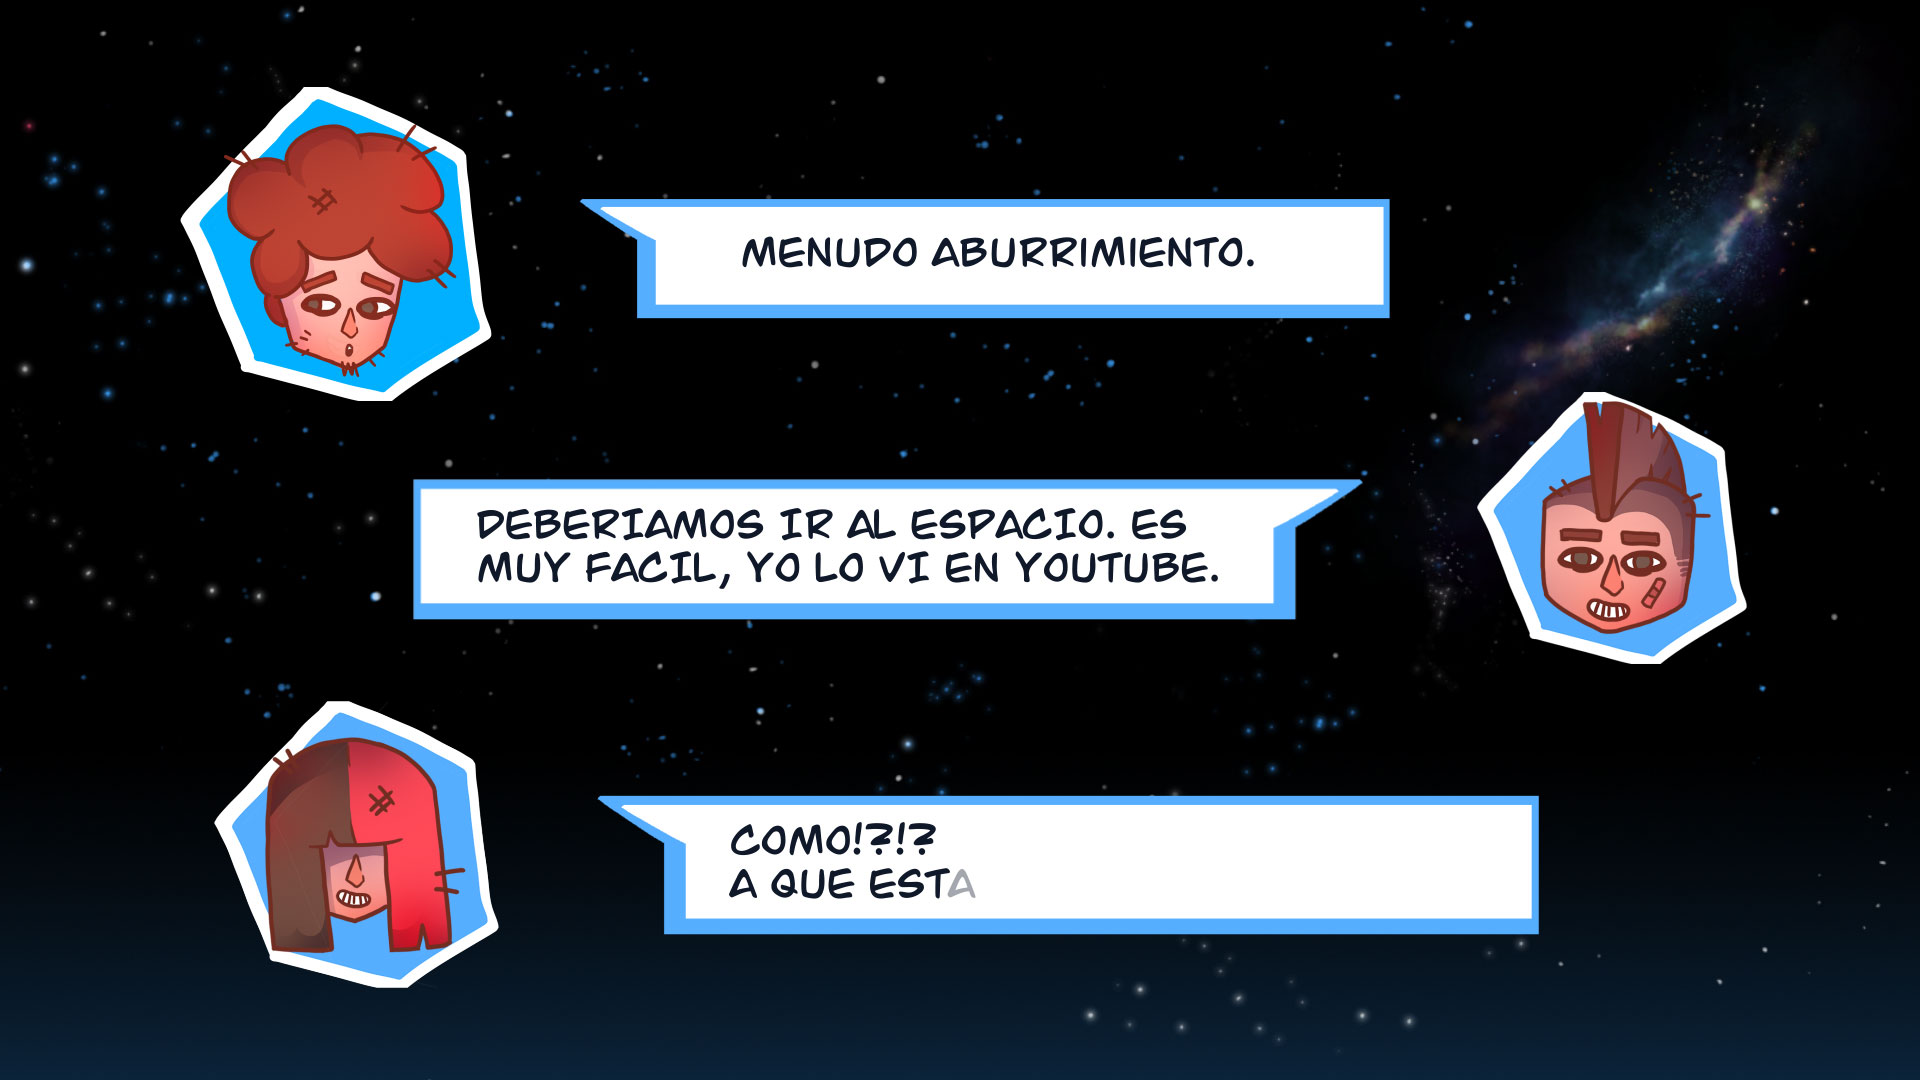 MENUDO ABURRIMIENTO.
DEBERIAMOS IR AL ESPACIO. ES
MUY FACIL, YO LO VI EN YOUTUBE.
COMO!?!?
A QUE ESTA